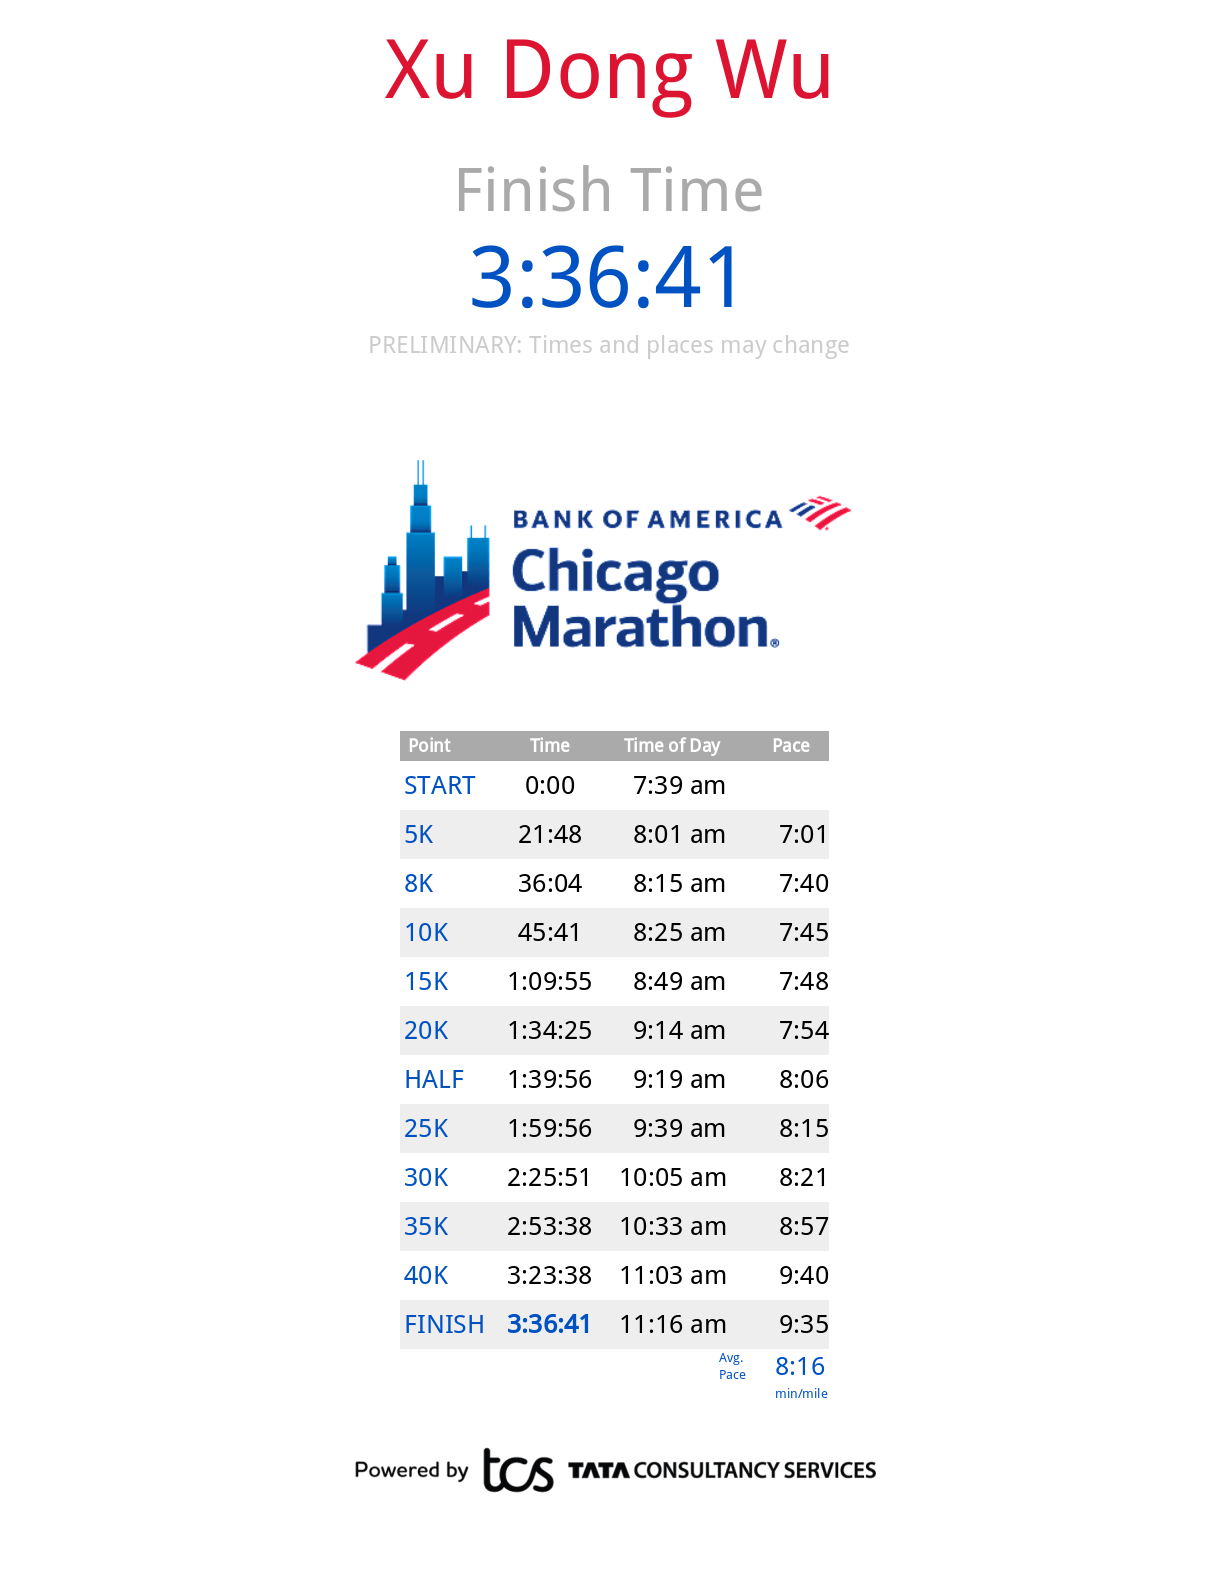 Xu Dong Wu
Finish Time
3:36:41
PRELIMINARY: Times and places may change
BANK OF AMERICA
Chicago
Marathon®
Point Time Time of Day Pace
START 0:00 7:39 am
5K 21:48 8:01 am 7:01
8K 36:04 8:15 am 7:40
10K 45:41 8:25 am 7:45
15K 1:09:55 8:49 am 7:48
20K 1:34:25 9:14 am 7:54
HALF 1:39:56 9:19 am 8:06
25K 1:59:56 9:39 am 8:15
30K 2:25:51 10:05 am 8:21
35K 2:53:38 10:33 am 8:57
40K 3:23:38 11:03 am 9:40
FINISH 3:36:41 11:16 am 9:35
Avg. Pace 8:16
min/mile
Powered by tcs TATA CONSULTANCY SERVICES